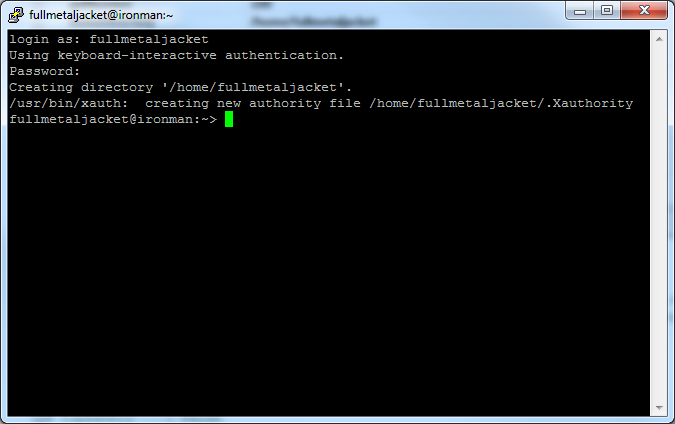 fullmetaljacket@ironman:~
login as: fullmetaljacket
Using keyboard-interactive authentication.
Password:
Creating directory '/home/fullmetaljacket'.
/usr/bin/xauth:  creating new authority file /home/fullmetaljacket/.Xauthority
fullmetaljacket@ironman:~>